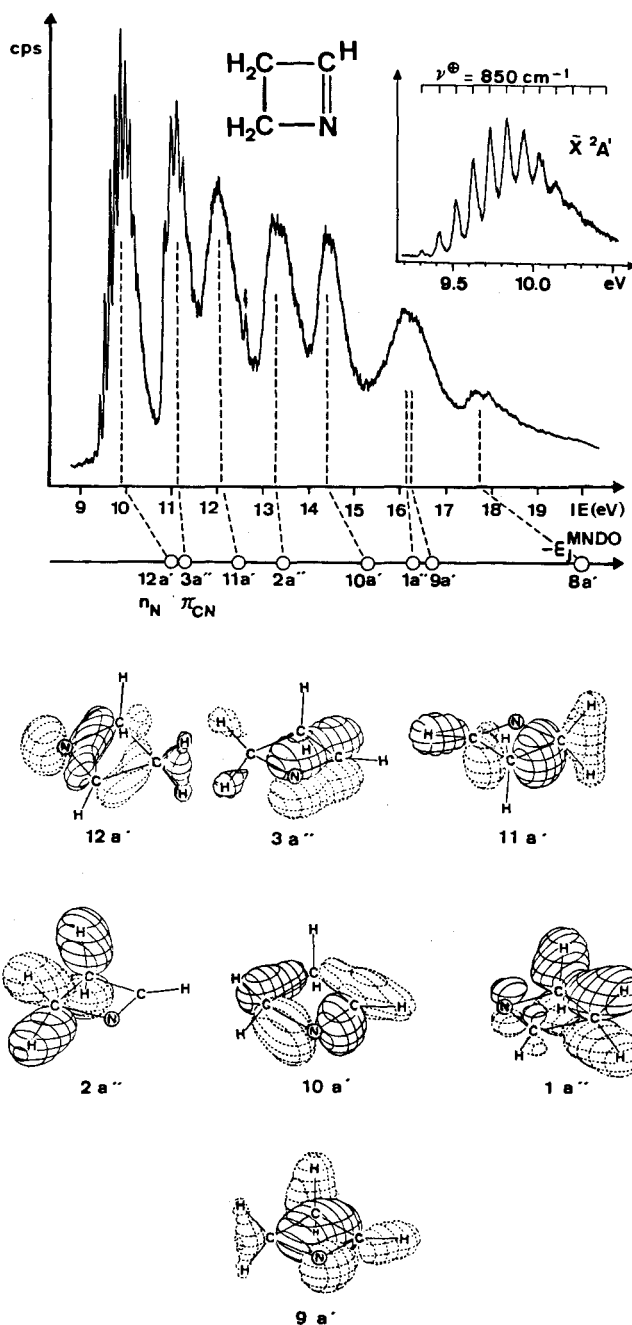 cps
H₂C — C H
H₂C — N
ν⊕ = 850 cm⁻¹
X̃ ²A'
9.5 10.0 eV
9 10 11 12 13 14 15 16 17 18 19 IE(eV)
-εJ MNDO
12a' 3a" 11a' 2a" 10a' 1a" 9a' 8a'
nN πCN
H H N C C C H H
H C H C H N C H
H C H N C C H H H
12 a' 3 a" 11 a'
H H C H C H N C H
H H C H C H N C H
H N C H C C H H H
2 a" 10 a' 1 a"
H H C H C H N C H
9 a'